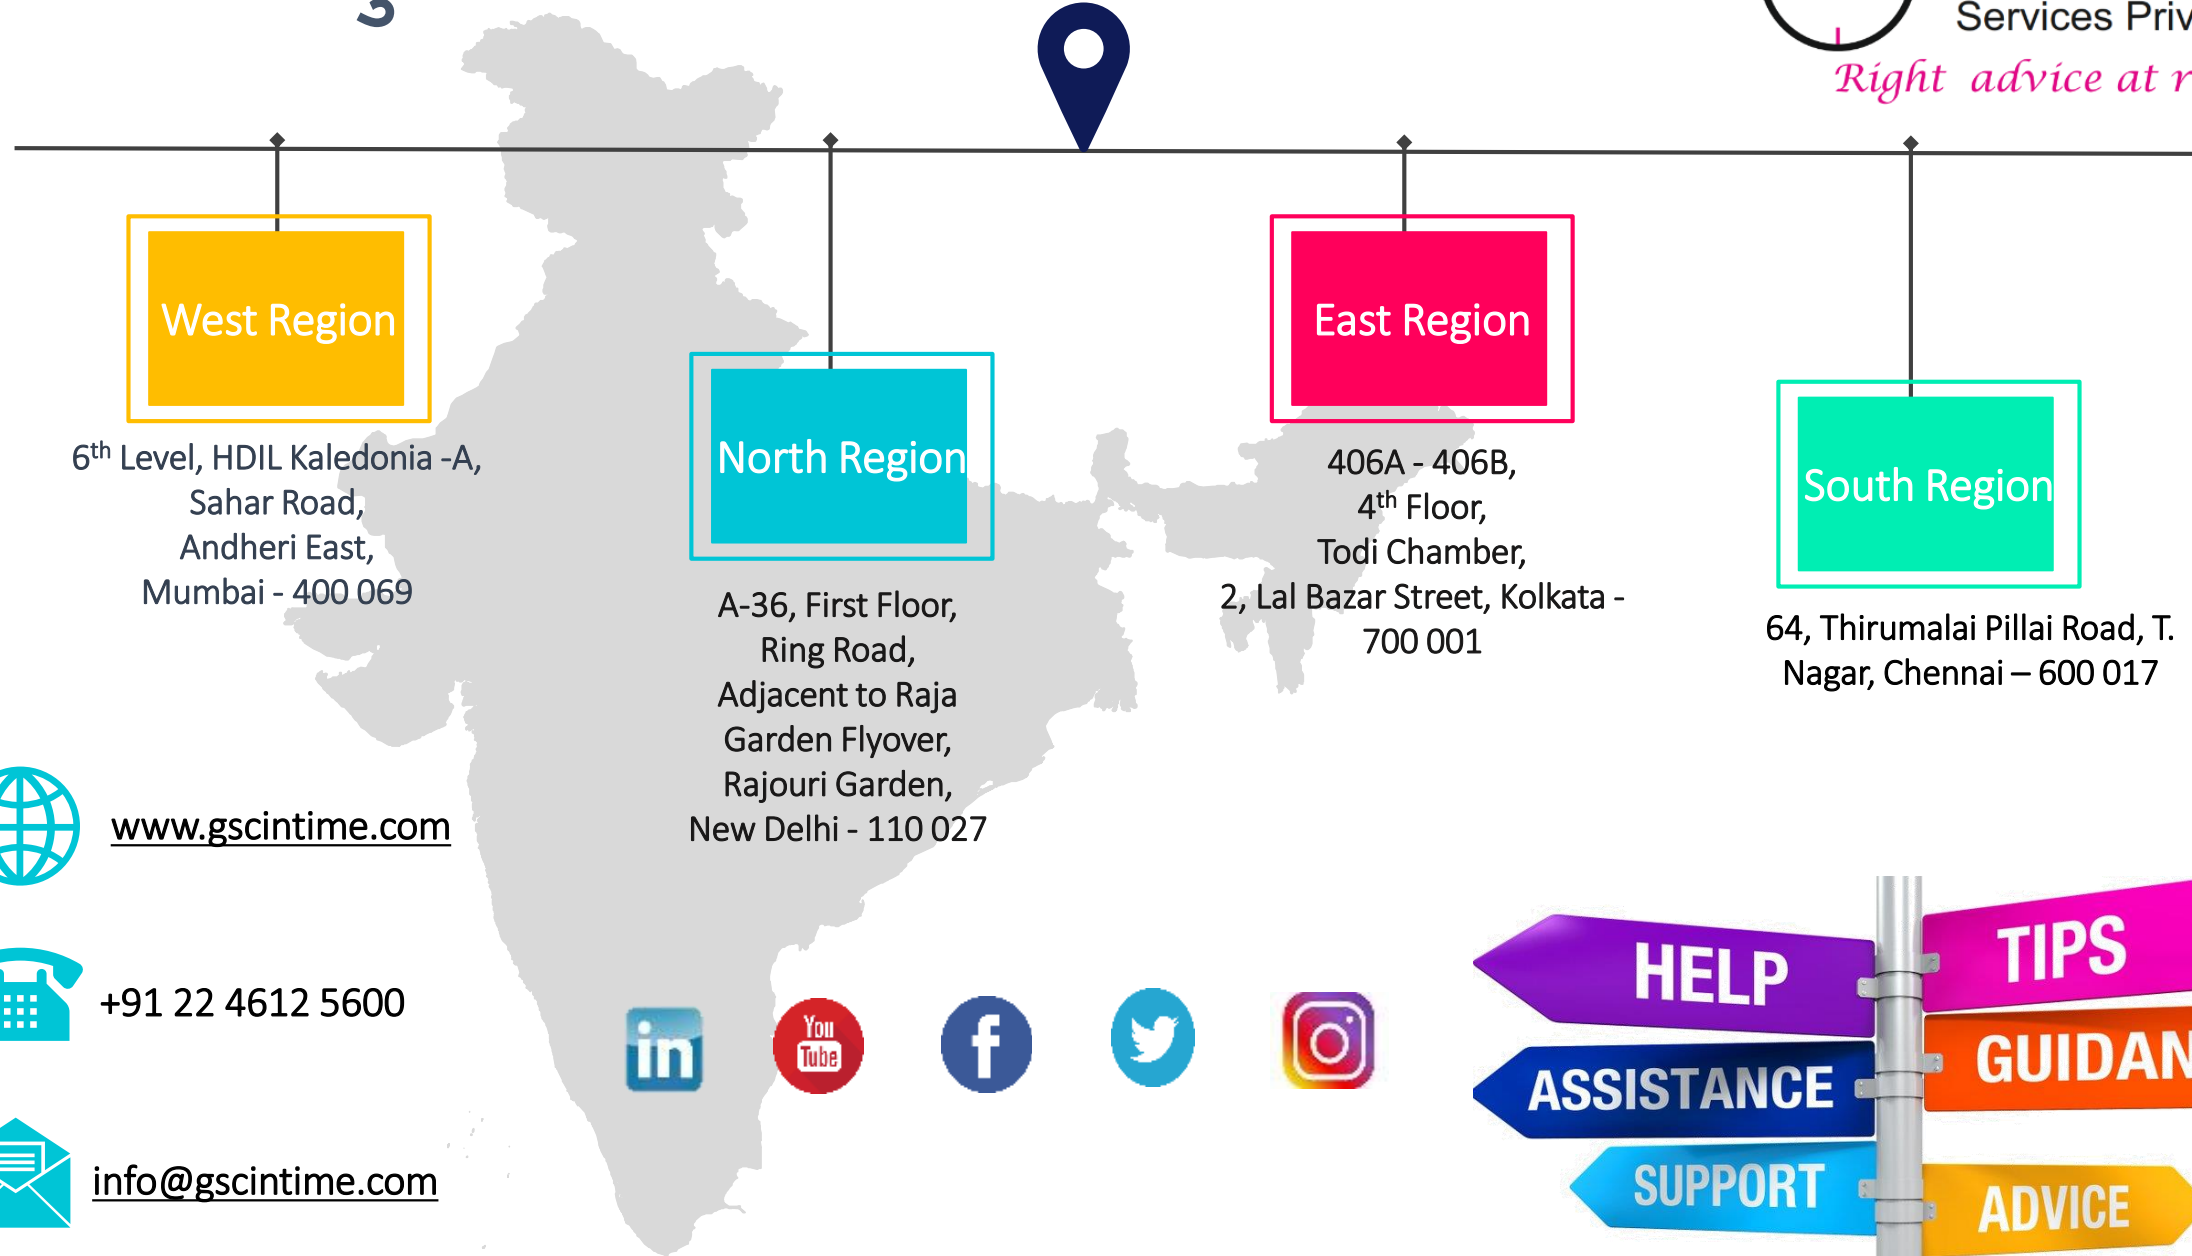 Services
Right advice at
West Region
East Region
North Region
South Region
6th Level, HDIL Kaledonia -A,
Sahar Road,
Andheri East,
Mumbai - 400 069
406A - 406B,
4th Floor,
Todi Chamber,
2, Lal Bazar Street, Kolkata -
700 001
A-36, First Floor,
Ring Road,
Adjacent to Raja
Garden Flyover,
Rajouri Garden,
New Delhi - 110 027
64, Thirumalai Pillai Road, T.
Nagar, Chennai – 600 017
www.gscintime.com
+91 22 4612 5600
info@gscintime.com
in
You
Tube
f
HELP
TIPS
ASSISTANCE
SUPPORT
ADVICE